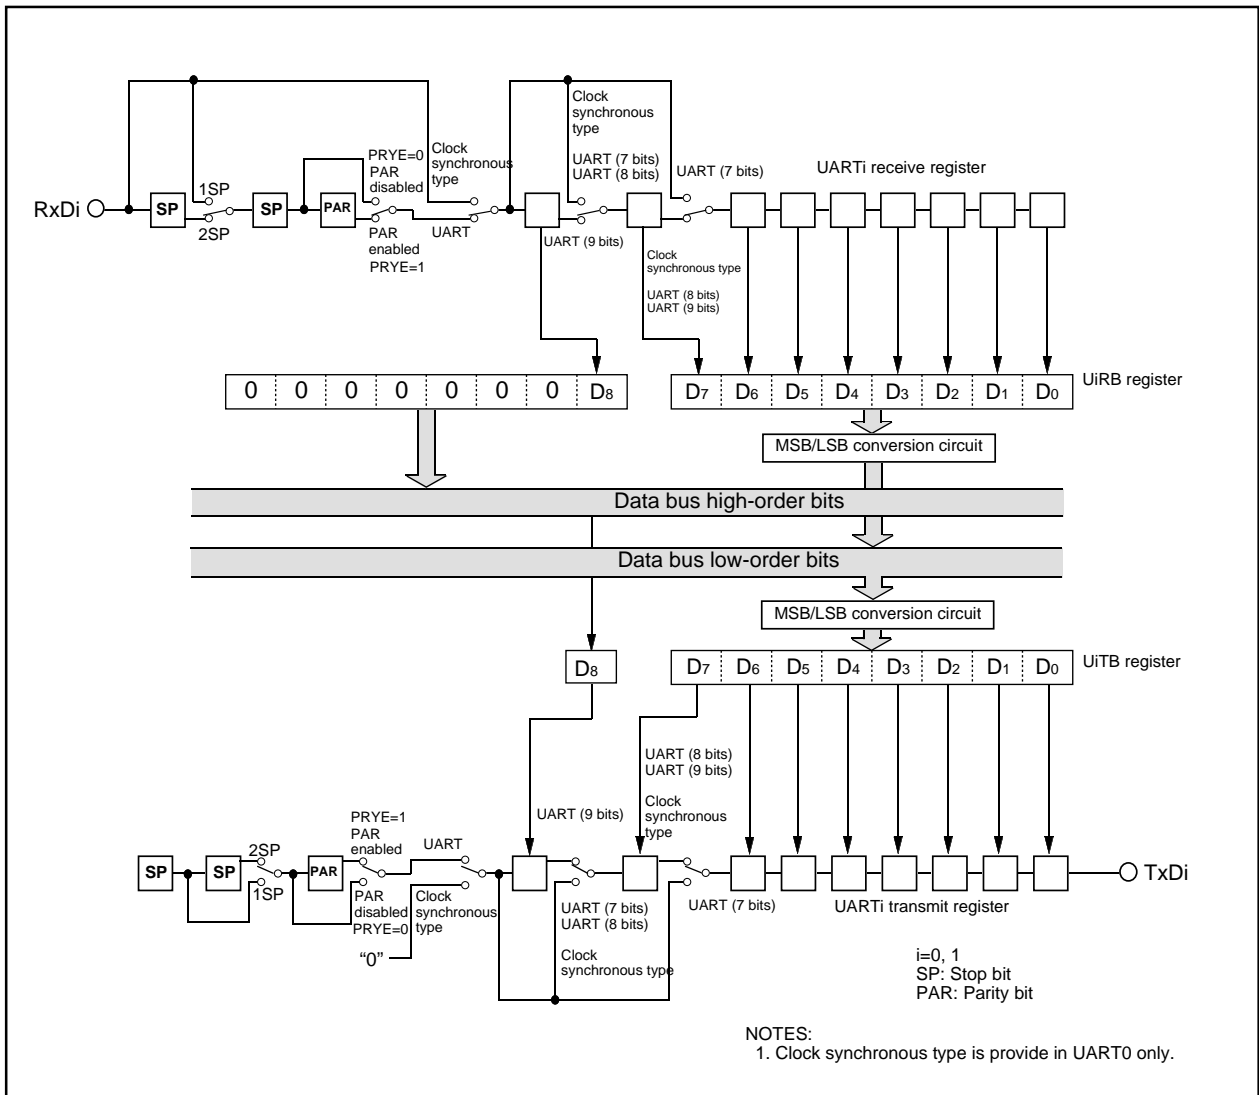 Clock
synchronous
type
PRYE=0
PAR
disabled
Clock
synchronous
type
UART (7 bits)
UART (8 bits)
UART (7 bits)
UARTi receive register
RxDi
SP
1SP
2SP
SP
PAR
PAR
enabled
PRYE=1
UART
UART (9 bits)
Clock
synchronous type
UART (8 bits)
UART (9 bits)
0 0 0 0 0 0 0 D8
D7 D6 D5 D4 D3 D2 D1 D0
UiRB register
MSB/LSB conversion circuit
Data bus high-order bits
Data bus low-order bits
MSB/LSB conversion circuit
D8
D7 D6 D5 D4 D3 D2 D1 D0
UiTB register
UART (8 bits)
UART (9 bits)
Clock
synchronous
type
UART (9 bits)
PRYE=1
PAR
enabled
UART
SP
SP
2SP
1SP
PAR
PAR
disabled
PRYE=0
Clock
synchronous
type
"0"
UART (7 bits)
UART (8 bits)
Clock
synchronous type
UART (7 bits)
TxDi
UARTi transmit register
i=0, 1
SP: Stop bit
PAR: Parity bit
NOTES:
1. Clock synchronous type is provide in UART0 only.